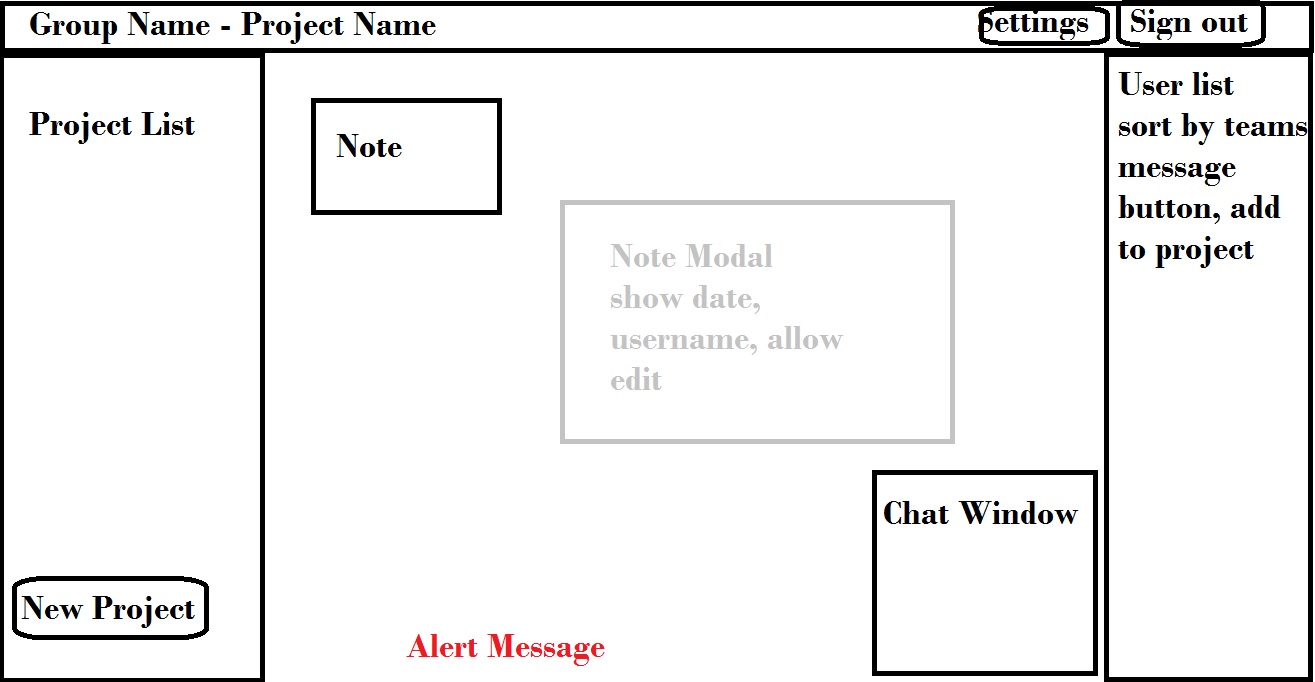 Group Name - Project Name
Settings
Sign out
Project List
New Project
Note
Note Modal
show date,
username, allow
edit
Chat Window
Alert Message
User list
sort by teams
message
button, add
to project